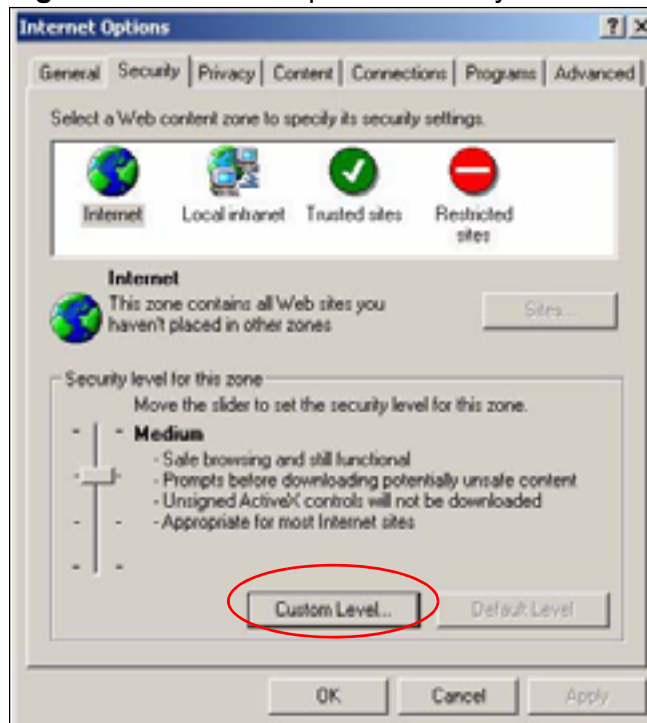 Internet Options
General Security Privacy Content Connections Programs Advanced
Select a Web content zone to specify its security settings.
Internet Local intranet Trusted sites Restricted
sites
Internet
This zone contains all Web sites you
haven't placed in other zones
Sites...
Security level for this zone
Move the slider to set the security level for this zone.
Medium
- Safe browsing and still functional
- Prompts before downloading potentially unsafe content
- Unsigned ActiveX controls will not be downloaded
- Appropriate for most Internet sites
Custom Level... Default Level
OK Cancel Apply